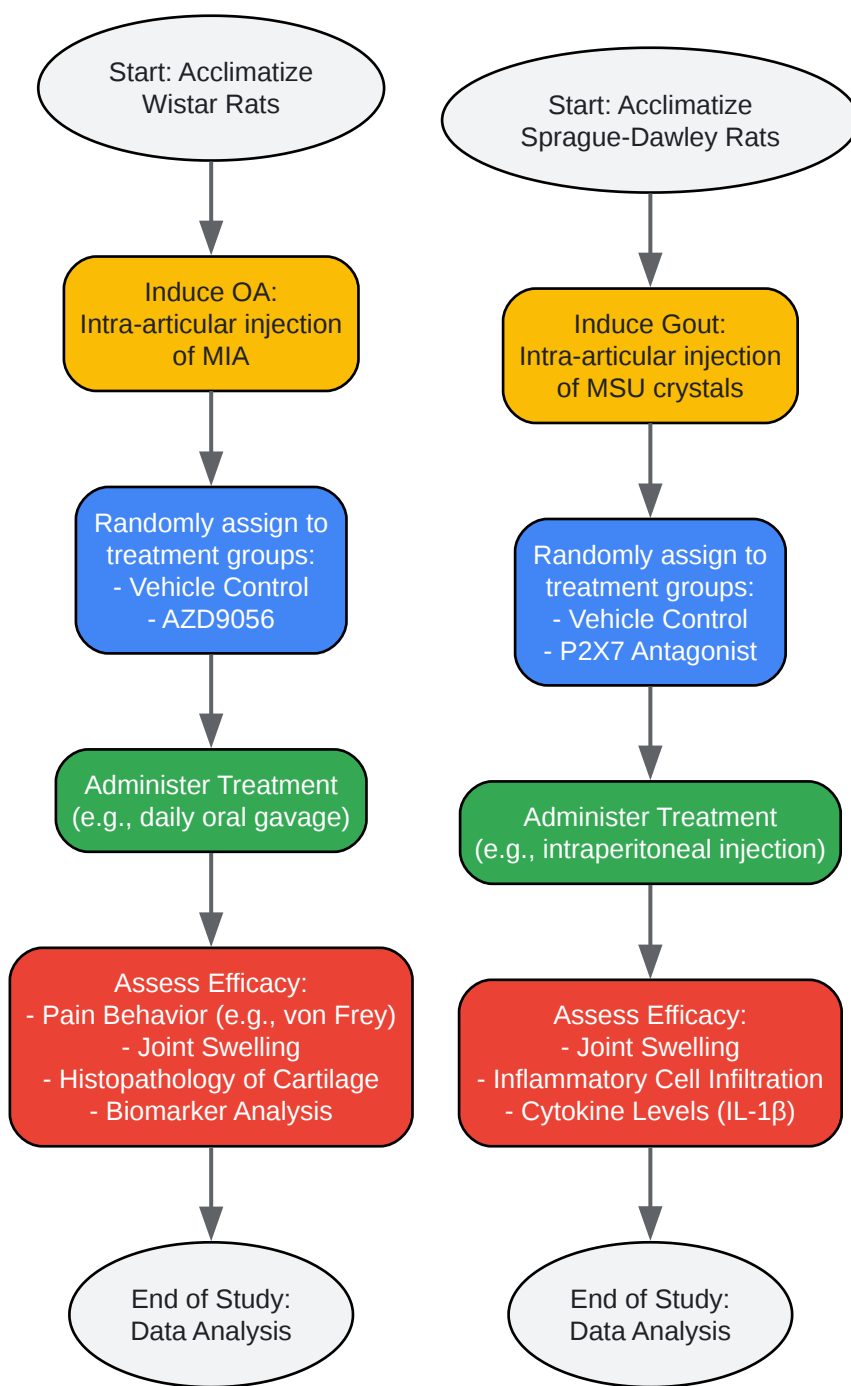 Start: Acclimatize
Wistar Rats
Induce OA:
Intra-articular injection
of MIA
Randomly assign to
treatment groups:
- Vehicle Control
- AZD9056
Administer Treatment
(e.g., daily oral gavage)
Assess Efficacy:
- Pain Behavior (e.g., von Frey)
- Joint Swelling
- Histopathology of Cartilage
- Biomarker Analysis
End of Study:
Data Analysis
Start: Acclimatize
Sprague-Dawley Rats
Induce Gout:
Intra-articular injection
of MSU crystals
Randomly assign to
treatment groups:
- Vehicle Control
- P2X7 Antagonist
Administer Treatment
(e.g., intraperitoneal injection)
Assess Efficacy:
- Joint Swelling
- Inflammatory Cell Infiltration
- Cytokine Levels (IL-1β)
End of Study:
Data Analysis